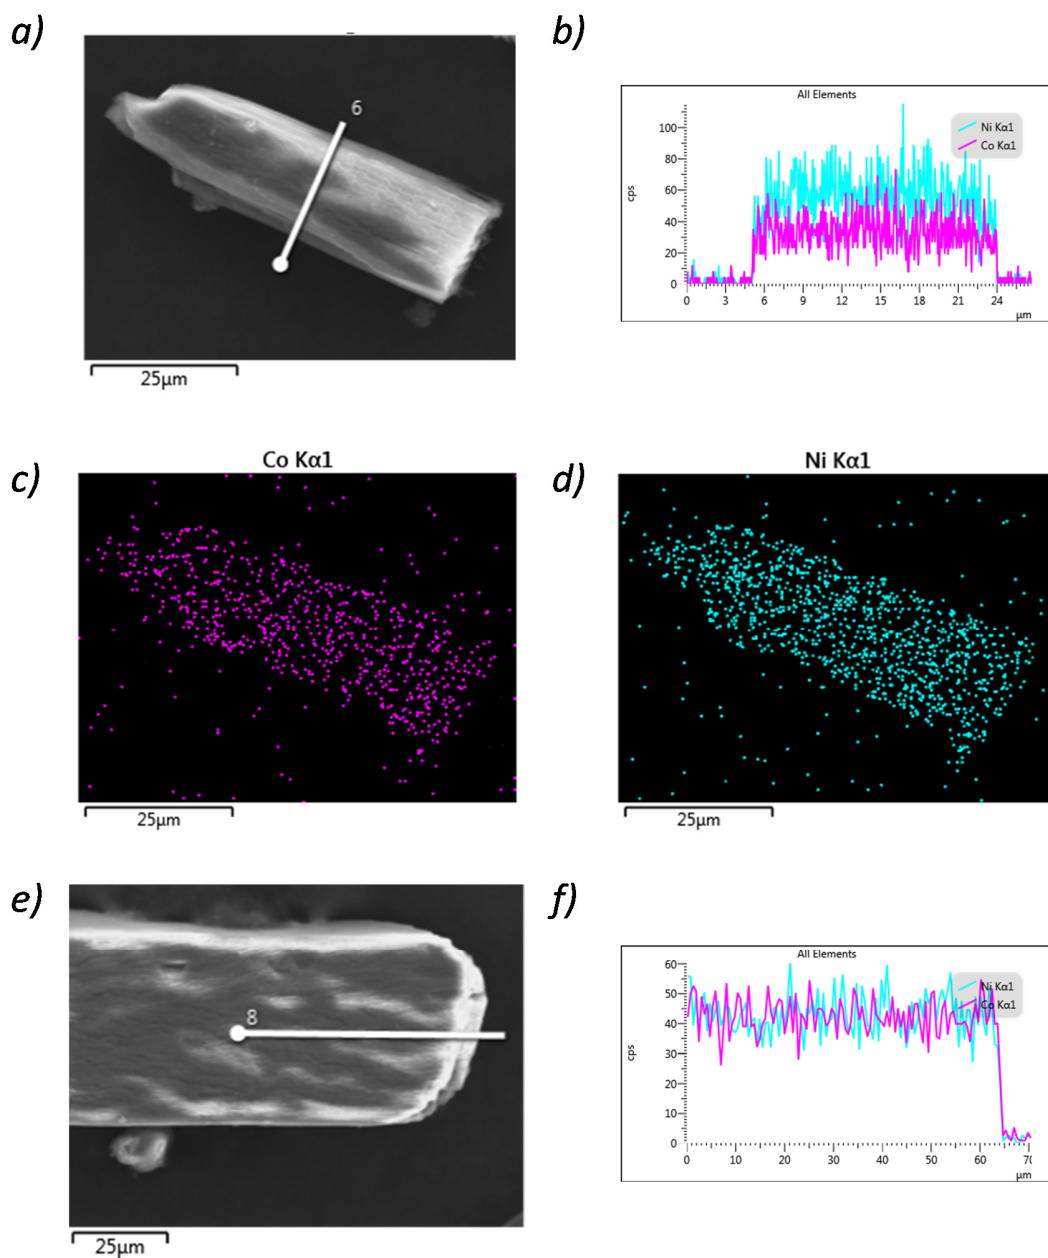 a)
6
25µm
b)
All Elements
Ni Kα1
Co Kα1
cps
100
80
60
40
20
0
0 3 6 9 12 15 18 21 24
µm
c)
Co Kα1
25µm
d)
Ni Kα1
25µm
e)
8
25µm
f)
All Elements
Ni Kα1
Co Kα1
cps
60
50
40
30
20
10
0
0 10 20 30 40 50 60 70
µm